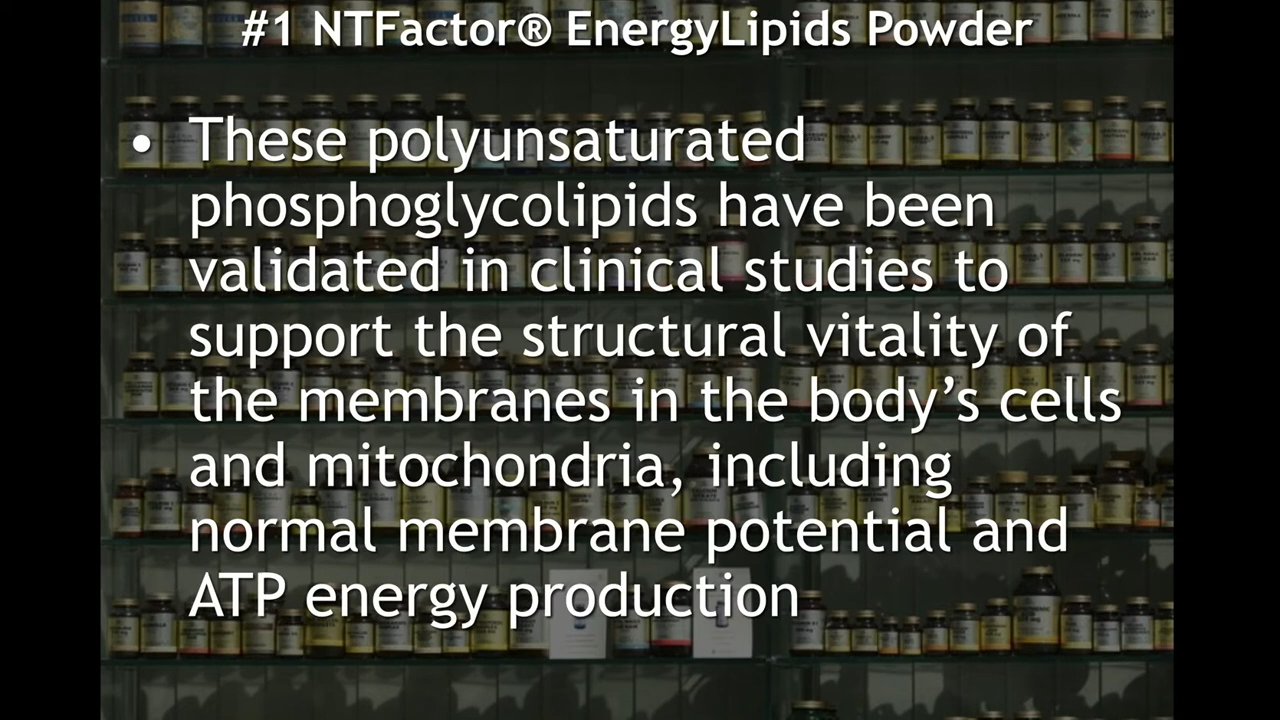 #1 NTFactor® EnergyLipids Powder
• These polyunsaturated
phosphoglycolipids have been
validated in clinical studies to
support the structural vitality of
the membranes in the body’s cells
and mitochondria, including
normal membrane potential and
ATP energy production